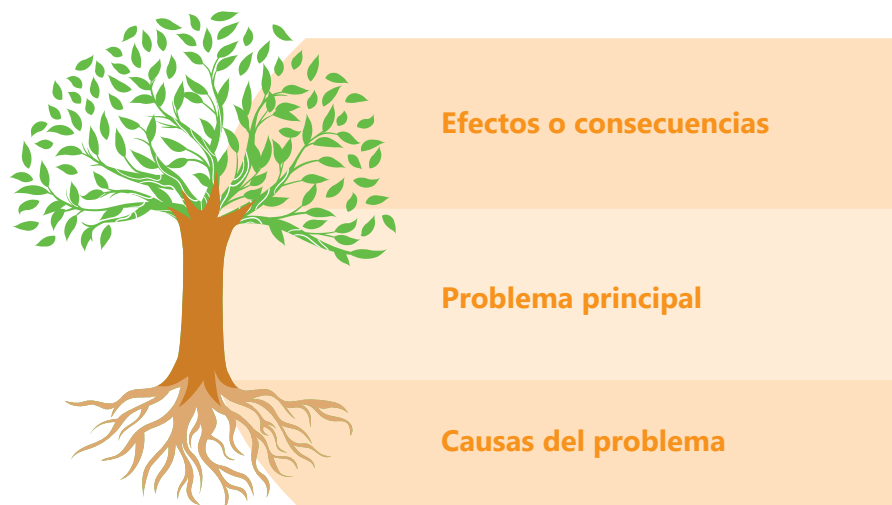 Efectos o consecuencias
Problema principal
Causas del problema